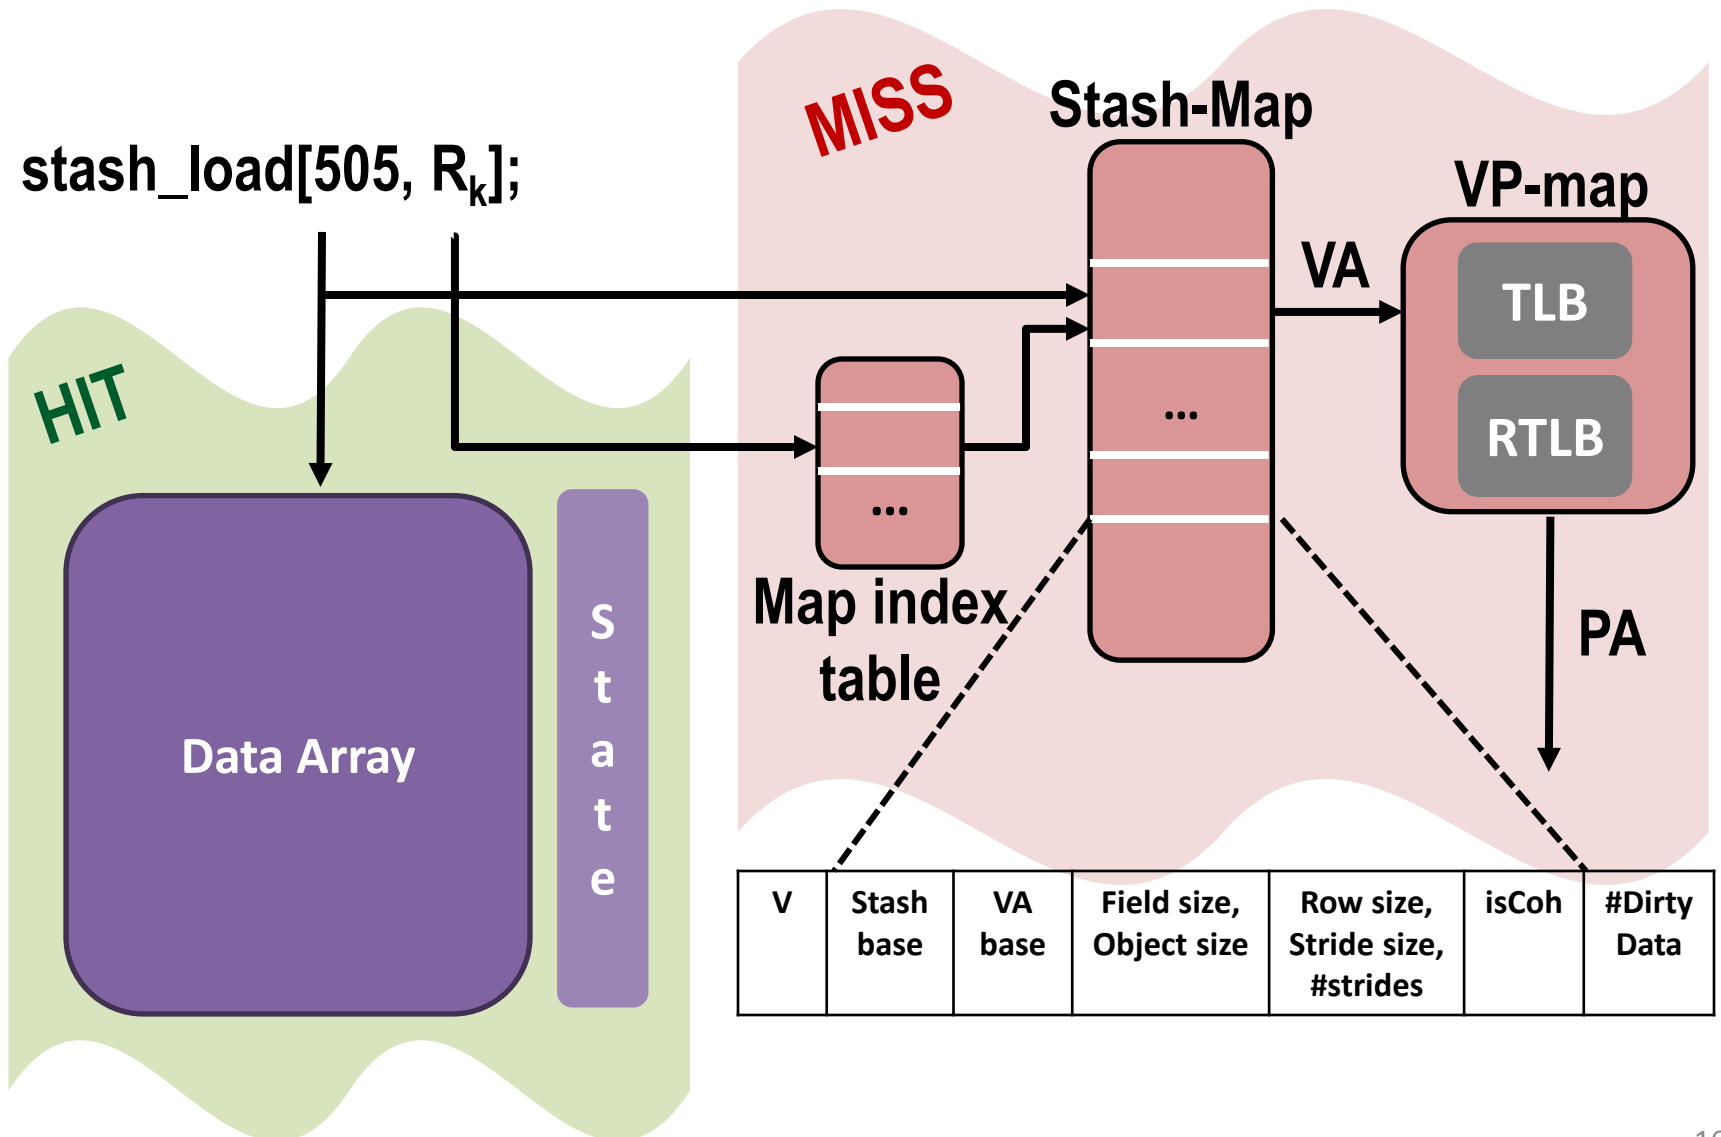 MISS
Stash-Map
stash_load[505, Rk];
VP-map
VA
TLB
HIT
...
RTLB
...
Map index
table
State
PA
Data Array
V
Stash
base
VA
base
Field size,
Object size
Row size,
Stride size,
#strides
isCoh
#Dirty
Data